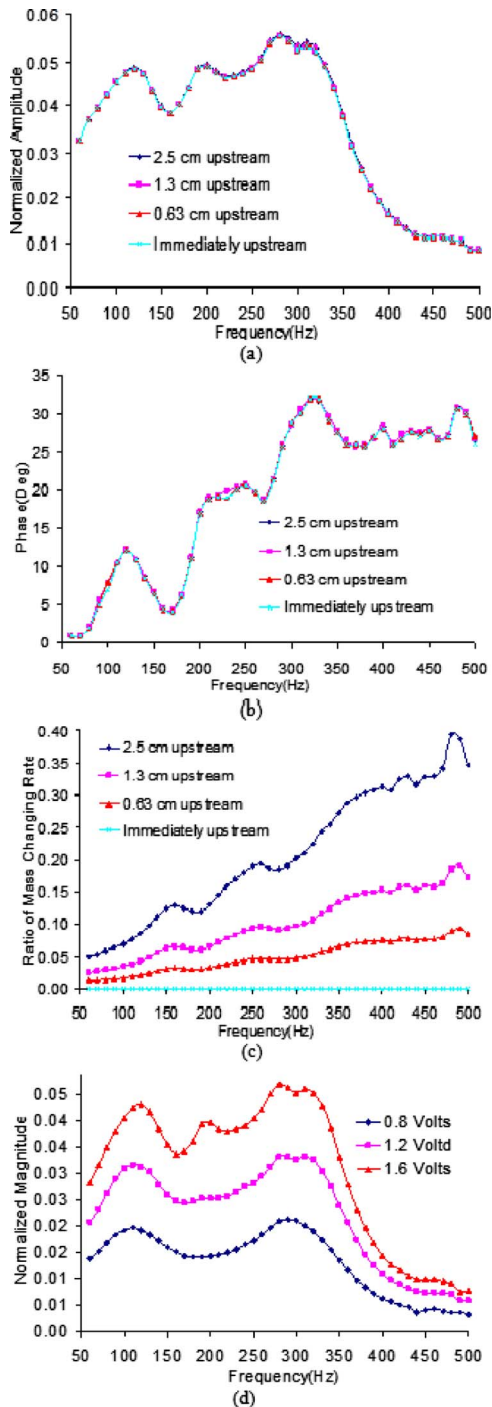 0.06
0.05
0.04
0.03
0.01
0.00
Normalized Amplitude
2.5 cm upstream
1.3 cm upstream
0.63 cm upstream
Immediately upstream
50 100 150 200 250 300 350 400 450 500
Frequency(Hz)
(a)
35
30
25
20
15
10
5
0
Phase(Deg)
2.5 cm upstream
1.3 cm upstream
0.63 cm upstream
Immediately upstream
50 100 150 200 250 300 350 400 450 500
Frequency(Hz)
(b)
0.40
0.35
0.30
0.25
0.20
0.15
0.10
0.05
0.00
Ratio of Mass Changing Rate
2.5 cm upstream
1.3 cm upstream
0.63 cm upstream
Immediately upstream
50 100 150 200 250 300 350 400 450 500
Frequency(Hz)
(c)
0.05
0.04
0.04
0.03
0.03
0.02
0.02
0.01
0.01
0.00
Normalized Magnitude
0.8 Volts
1.2 Voltd
1.6 Volts
50 100 150 200 250 300 350 400 450 500
Frequency(Hz)
(d)